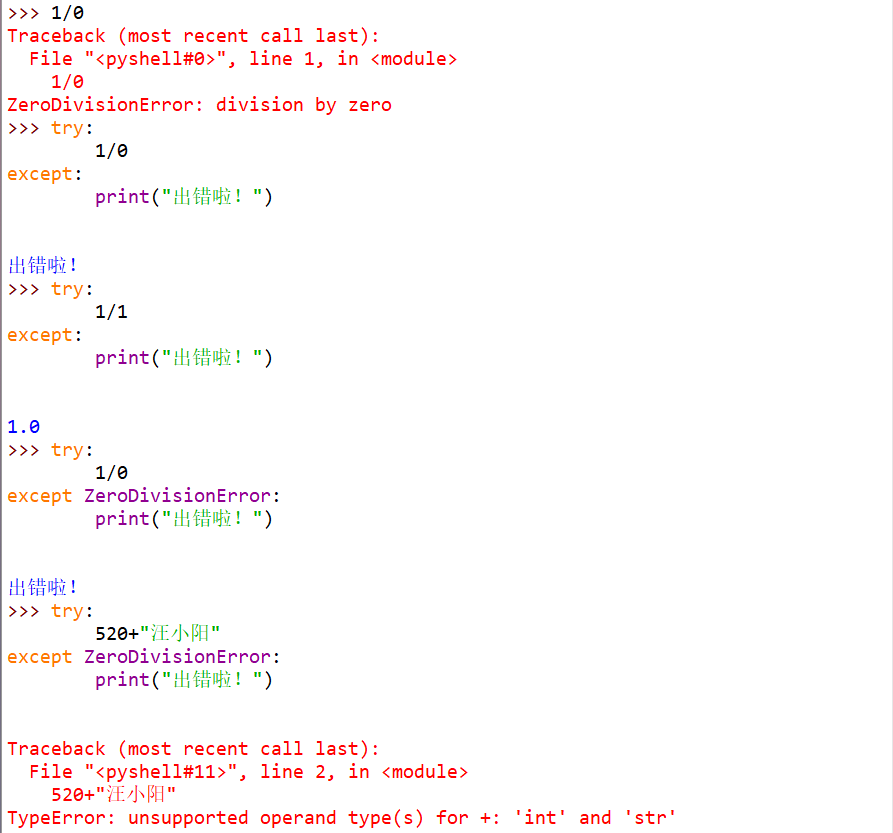 >>> 1/0
Traceback (most recent call last):
  File "<pyshell#0>", line 1, in <module>
    1/0
ZeroDivisionError: division by zero
>>> try:
        1/0
except:
        print("出错啦！")
出错啦！
>>> try:
        1/1
except:
        print("出错啦！")
1.0
>>> try:
        1/0
except ZeroDivisionError:
        print("出错啦！")
出错啦！
>>> try:
        520+"汪小阳"
except ZeroDivisionError:
        print("出错啦！")
Traceback (most recent call last):
  File "<pyshell#11>", line 2, in <module>
    520+"汪小阳"
TypeError: unsupported operand type(s) for +: 'int' and 'str'